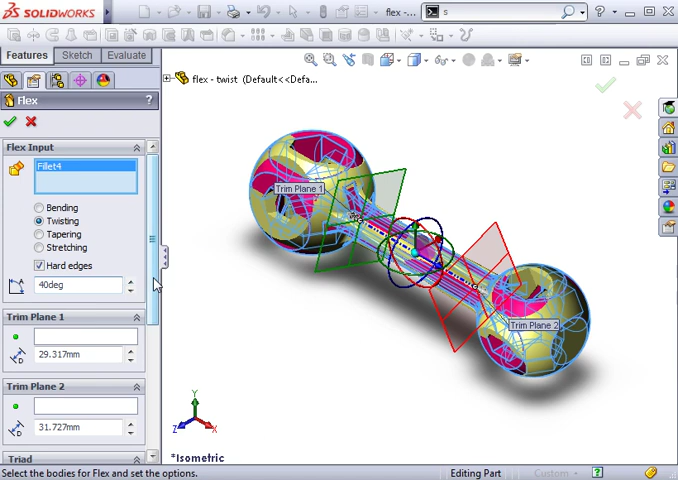 SOLIDWORKS
flex -...
s
?
Features
Sketch
Evaluate
flex - twist (Default<<Defa...
Flex
?
Flex Input
Fillet4
Bending
Twisting
Tapering
Stretching
Hard edges
40deg
Trim Plane 1
29.317mm
Trim Plane 2
31.727mm
Triad
Trim Plane 1
Trim Plane 2
Y
Z
X
*Isometric
Select the bodies for Flex and set the options.
Editing Part
Custom
?